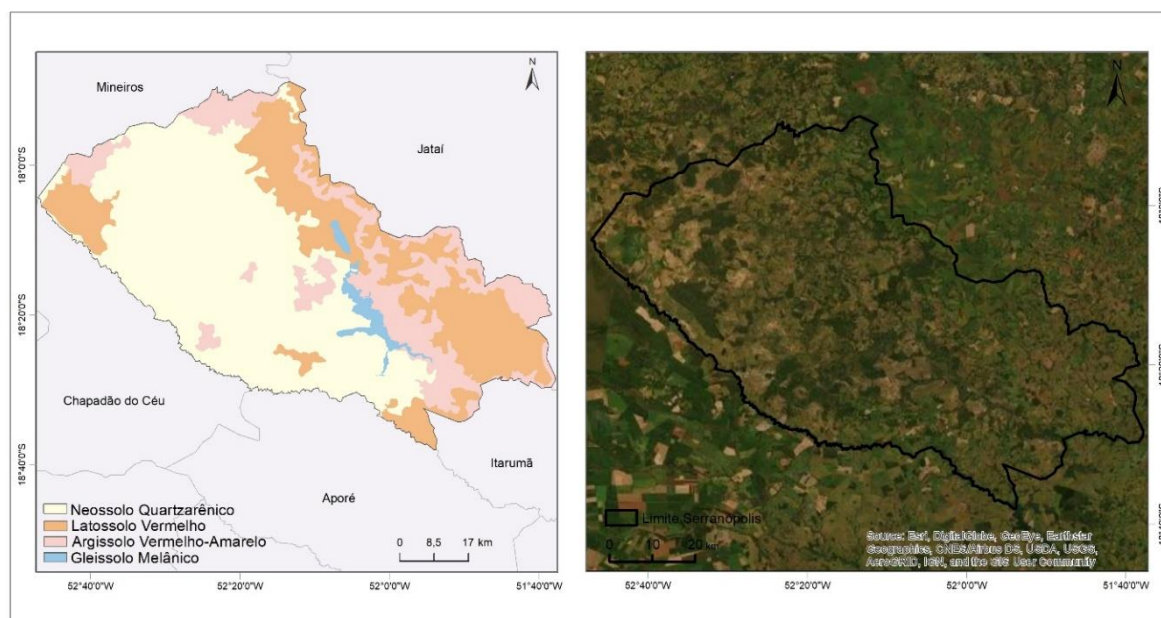 N
Mineiros
Jataí
18°0'0"S
18°20'0"S
Chapadão do Céu
Itarumã
18°40'0"S
Aporé
Neossolo Quartzarênico
Latossolo Vermelho
Argissolo Vermelho-Amarelo
Gleissolo Melânico
0 8,5 17 km
52°40'0"W 52°20'0"W 52°0'0"W 51°40'0"W
N
Limite Serranópolis
0 10 20 km
Source: Esri, DigitalGlobe, GeoEye, Earthstar
Geographics, CNES/Airbus DS, USDA, USGS,
AeroGRID, IGN, and the GIS User Community
52°40'0"W 52°20'0"W 52°0'0"W 51°40'0"W